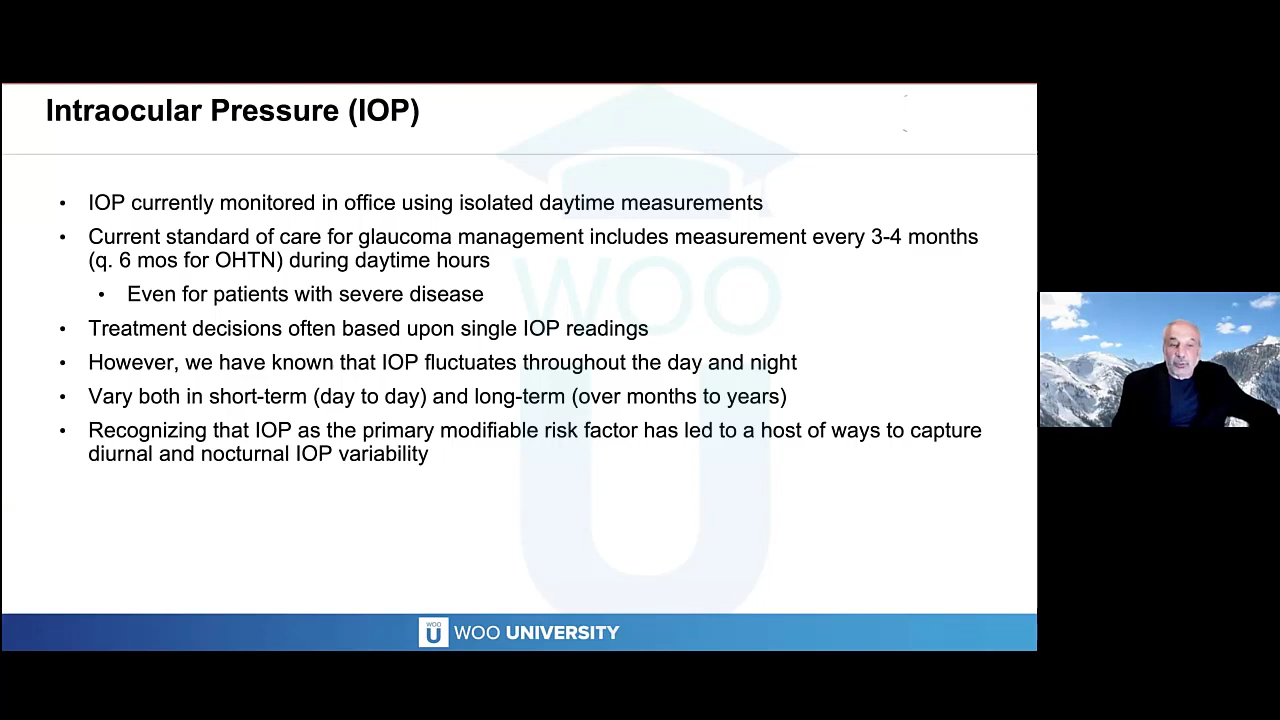 Intraocular Pressure (IOP)
• IOP currently monitored in office using isolated daytime measurements
• Current standard of care for glaucoma management includes measurement every 3-4 months
(q. 6 mos for OHTN) during daytime hours
• Even for patients with severe disease
• Treatment decisions often based upon single IOP readings
• However, we have known that IOP fluctuates throughout the day and night
• Vary both in short-term (day to day) and long-term (over months to years)
• Recognizing that IOP as the primary modifiable risk factor has led to a host of ways to capture
diurnal and nocturnal IOP variability
WOO
U
WOO
U
WOO UNIVERSITY